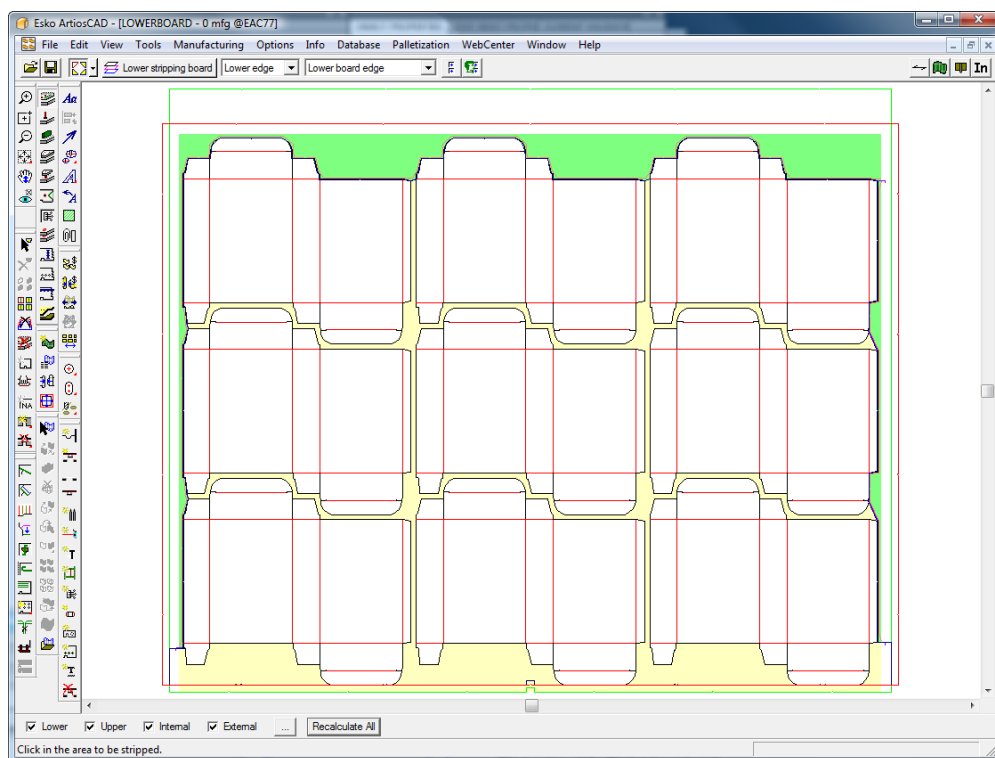 Esko ArtiosCAD - [LOWERBOARD - 0 mfg @EAC77]
File Edit View Tools Manufacturing Options Info Database Palletization WebCenter Window Help
Lower stripping board Lower edge Lower board edge In
Aα
A
A
INA
T
T
Lower Upper Internal External ... Recalculate All
Click in the area to be stripped.